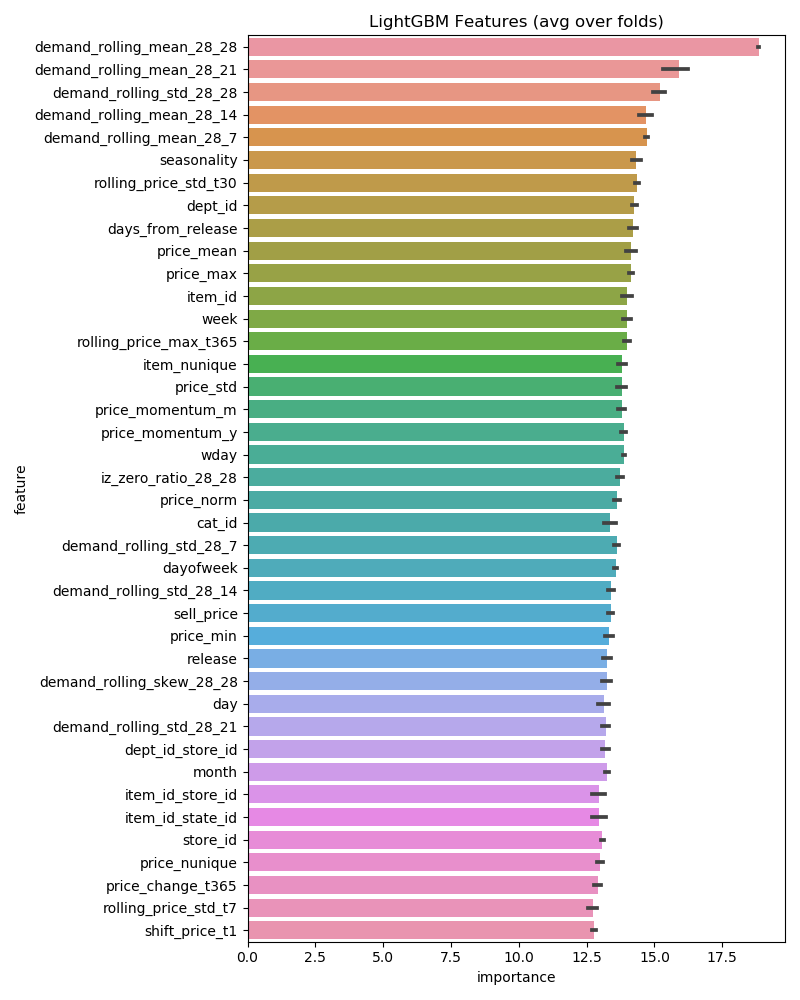 LightGBM Features (avg over folds)
demand_rolling_mean_28_28
demand_rolling_mean_28_21
demand_rolling_std_28_28
demand_rolling_mean_28_14
demand_rolling_mean_28_7
seasonality
rolling_price_std_t30
dept_id
days_from_release
price_mean
price_max
item_id
week
rolling_price_max_t365
item_nunique
price_std
price_momentum_m
price_momentum_y
wday
iz_zero_ratio_28_28
price_norm
cat_id
demand_rolling_std_28_7
dayofweek
demand_rolling_std_28_14
sell_price
price_min
release
demand_rolling_skew_28_28
day
demand_rolling_std_28_21
dept_id_store_id
month
item_id_store_id
item_id_state_id
store_id
price_nunique
price_change_t365
rolling_price_std_t7
shift_price_t1
feature
0.0 2.5 5.0 7.5 10.0 12.5 15.0 17.5
importance